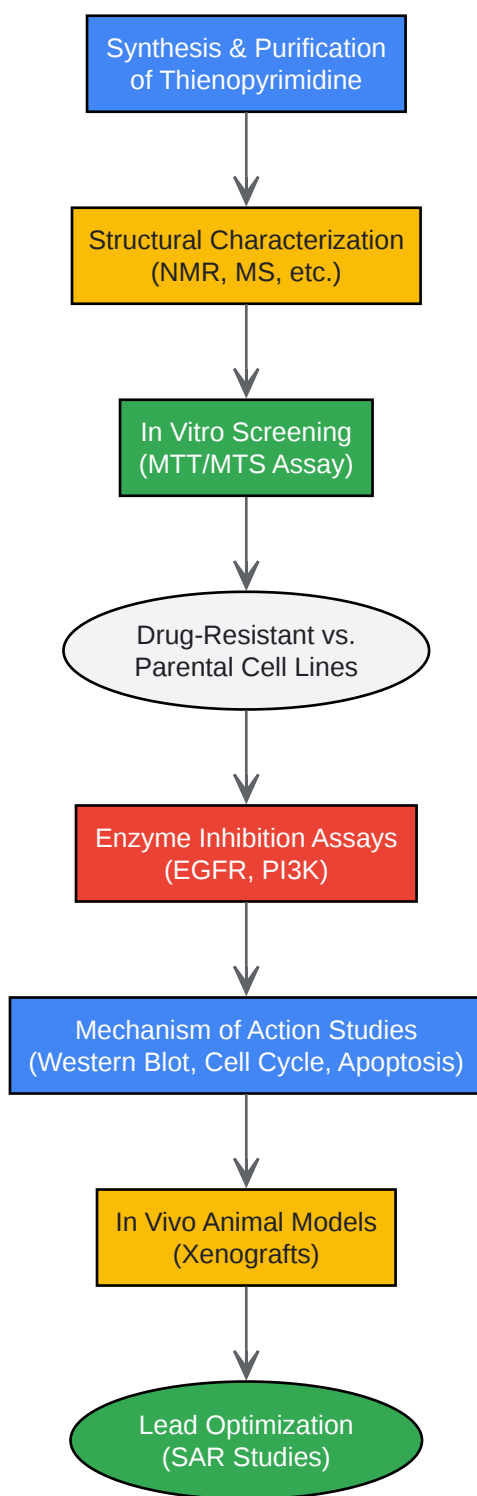 Synthesis & Purification
of Thienopyrimidine
Structural Characterization
(NMR, MS, etc.)
In Vitro Screening
(MTT/MTS Assay)
Drug-Resistant vs.
Parental Cell Lines
Enzyme Inhibition Assays
(EGFR, PI3K)
Mechanism of Action Studies
(Western Blot, Cell Cycle, Apoptosis)
In Vivo Animal Models
(Xenografts)
Lead Optimization
(SAR Studies)